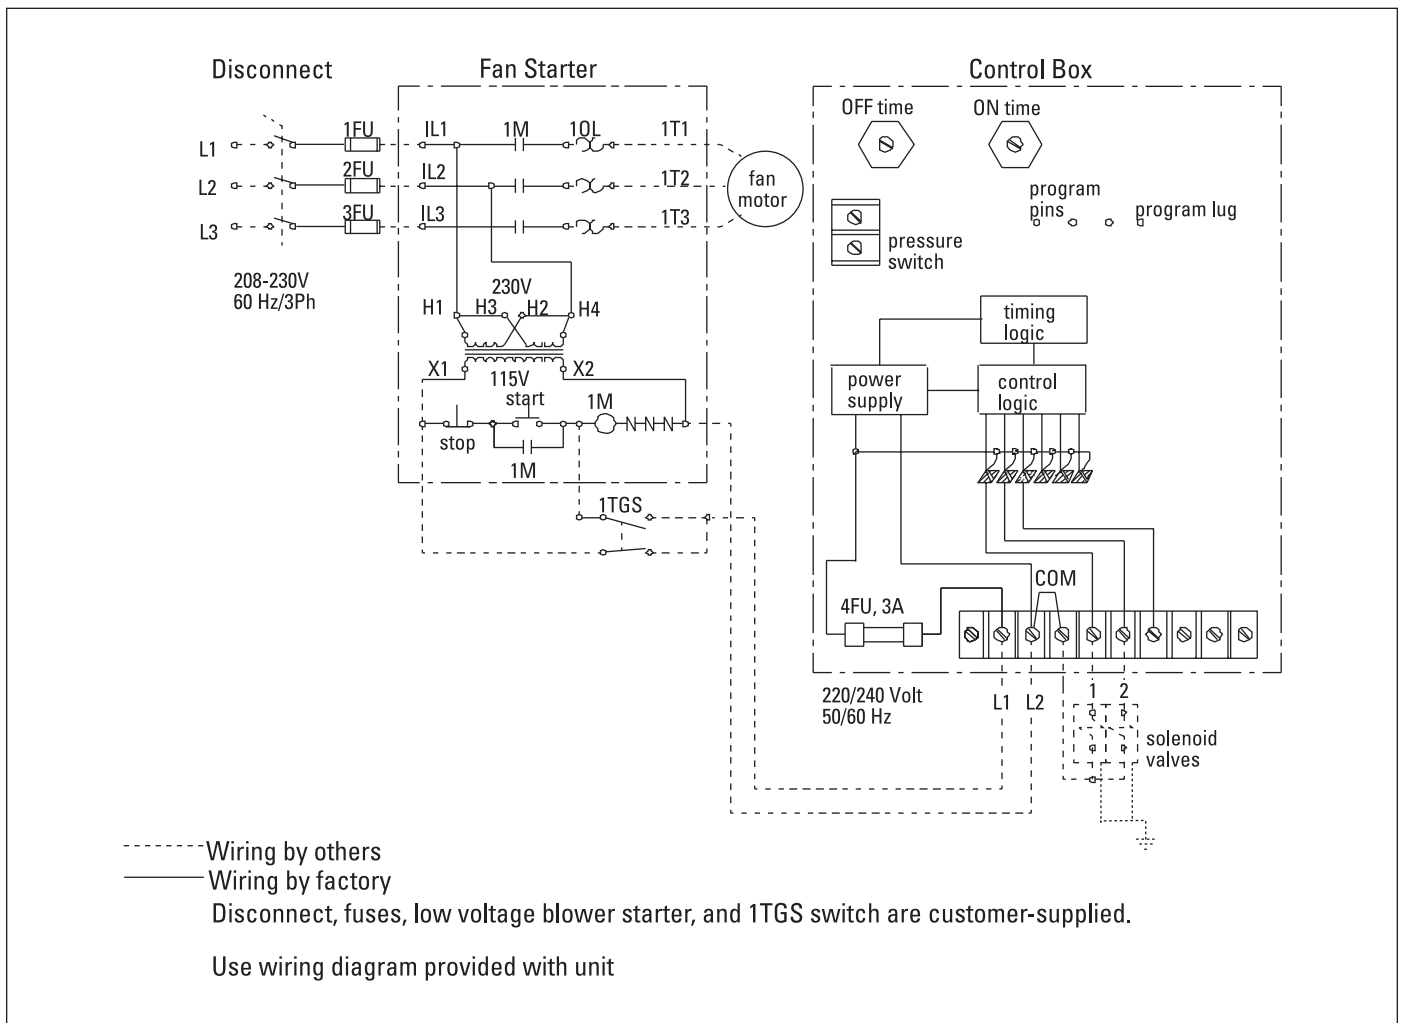 Disconnect
Fan Starter
Control Box
OFF time
ON time
1FU
IL1
1M
1OL
1T1
L1
2FU
IL2
1T2
L2
fan
motor
3FU
IL3
1T3
L3
program
pins
program lug
pressure
switch
208-230V
60 Hz/3Ph
230V
H1
H3
H2
H4
timing
logic
X1
115V
X2
start
1M
power
supply
control
logic
stop
1M
1TGS
COM
4FU, 3A
220/240 Volt
50/60 Hz
L1
L2
1
2
solenoid
valves
Wiring by others
Wiring by factory
Disconnect, fuses, low voltage blower starter, and 1TGS switch are customer-supplied.
Use wiring diagram provided with unit